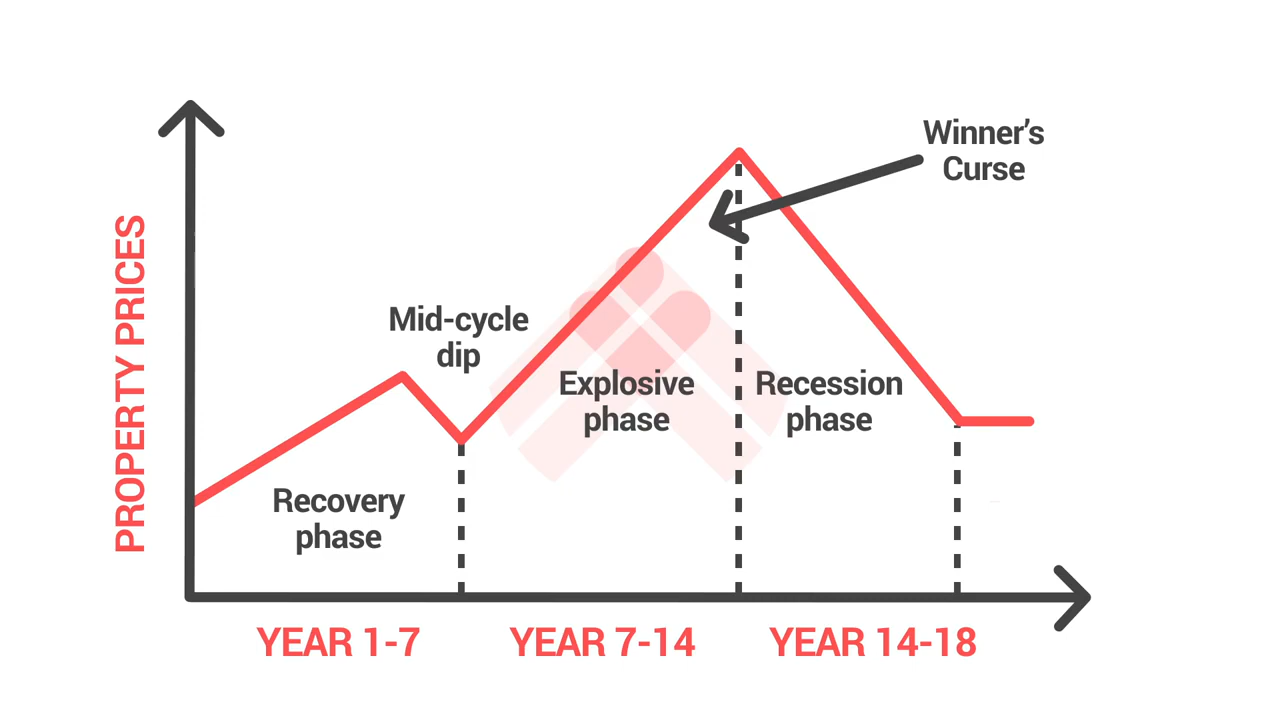 Winner’s
Curse
PROPERTY PRICES
Mid-cycle
dip
Explosive
phase
Recession
phase
Recovery
phase
YEAR 1-7
YEAR 7-14
YEAR 14-18